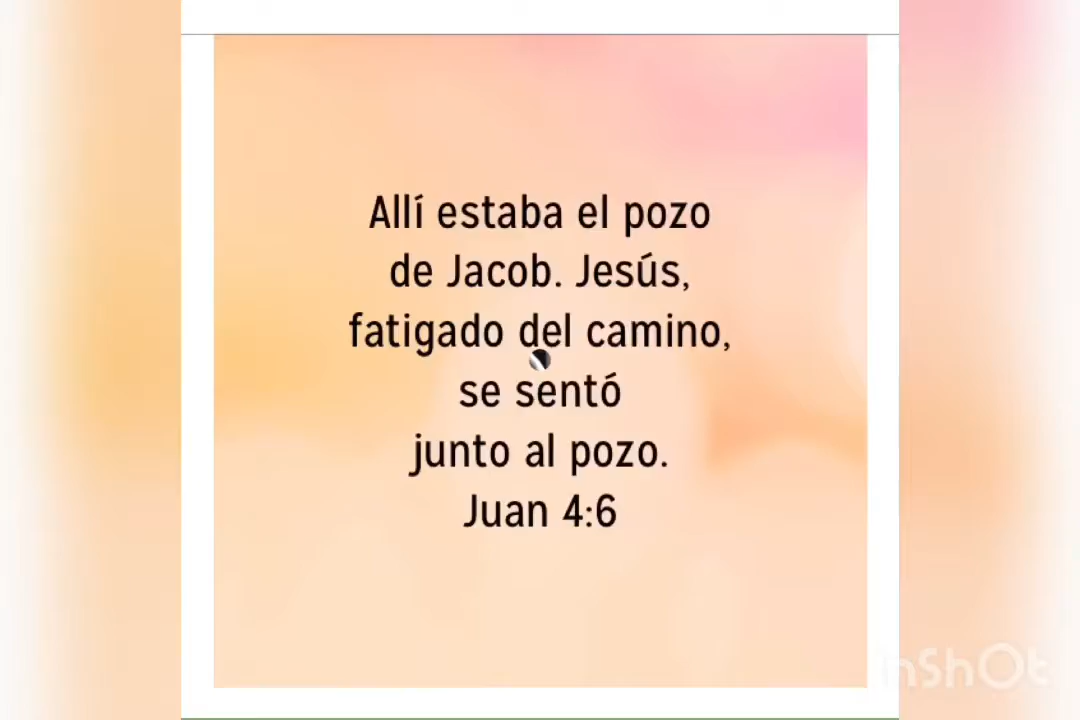 Allí estaba el pozo
de Jacob. Jesús,
fatigado del camino,
se sentó
junto al pozo.
Juan 4:6
InShOt